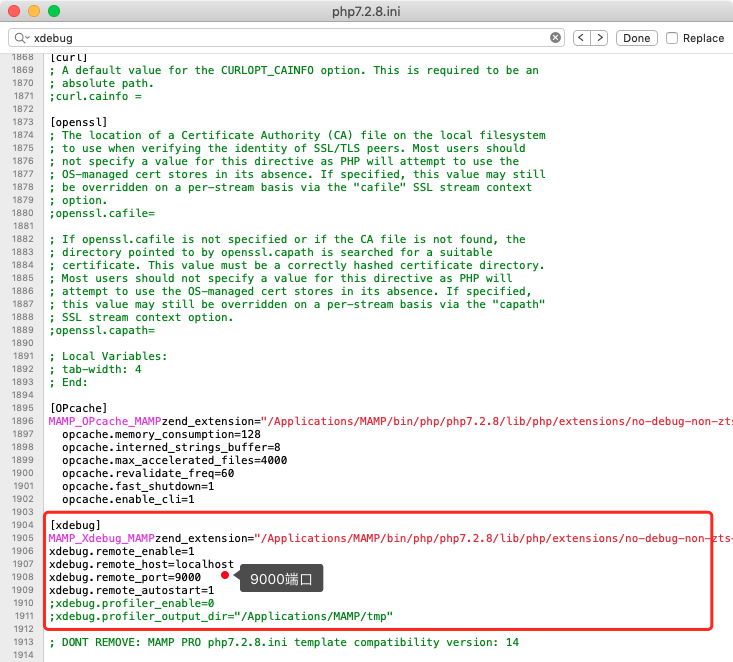 php7.2.8.ini
xdebug
Done
Replace
1868 [curl]
1869 ; A default value for the CURLOPT_CAINFO option. This is required to be an
1870 ; absolute path.
1871 ;curl.cainfo =
1872
1873 [openssl]
1874 ; The location of a Certificate Authority (CA) file on the local filesystem
1875 ; to use when verifying the identity of SSL/TLS peers. Most users should
1876 ; not specify a value for this directive as PHP will attempt to use the
1877 ; OS-managed cert stores in its absence. If specified, this value may still
1878 ; be overridden on a per-stream basis via the "cafile" SSL stream context
1879 ; option.
1880 ;openssl.cafile=
1881
1882 ; If openssl.cafile is not specified or if the CA file is not found, the
1883 ; directory pointed to by openssl.capath is searched for a suitable
1884 ; certificate. This value must be a correctly hashed certificate directory.
1885 ; Most users should not specify a value for this directive as PHP will
1886 ; attempt to use the OS-managed cert stores in its absence. If specified,
1887 ; this value may still be overridden on a per-stream basis via the "capath"
1888 ; SSL stream context option.
1889 ;openssl.capath=
1890
1891 ; Local Variables:
1892 ; tab-width: 4
1893 ; End:
1894
1895 [OPcache]
1896 MAMP_OPcache_MAMPzend_extension="/Applications/MAMP/bin/php/php7.2.8/lib/php/extensions/no-debug-non-zts
1897 opcache.memory_consumption=128
1898 opcache.interned_strings_buffer=8
1899 opcache.max_accelerated_files=4000
1900 opcache.revalidate_freq=60
1901 opcache.fast_shutdown=1
1902 opcache.enable_cli=1
1903
1904 [xdebug]
1905 MAMP_Xdebug_MAMPzend_extension="/Applications/MAMP/bin/php/php7.2.8/lib/php/extensions/no-debug-non-zts-
1906 xdebug.remote_enable=1
1907 xdebug.remote_host=localhost
1908 xdebug.remote_port=9000
9000端口
1909 xdebug.remote_autostart=1
1910 ;xdebug.profiler_enable=0
1911 ;xdebug.profiler_output_dir="/Applications/MAMP/tmp"
1912
1913 ; DONT REMOVE: MAMP PRO php7.2.8.ini template compatibility version: 14
1914